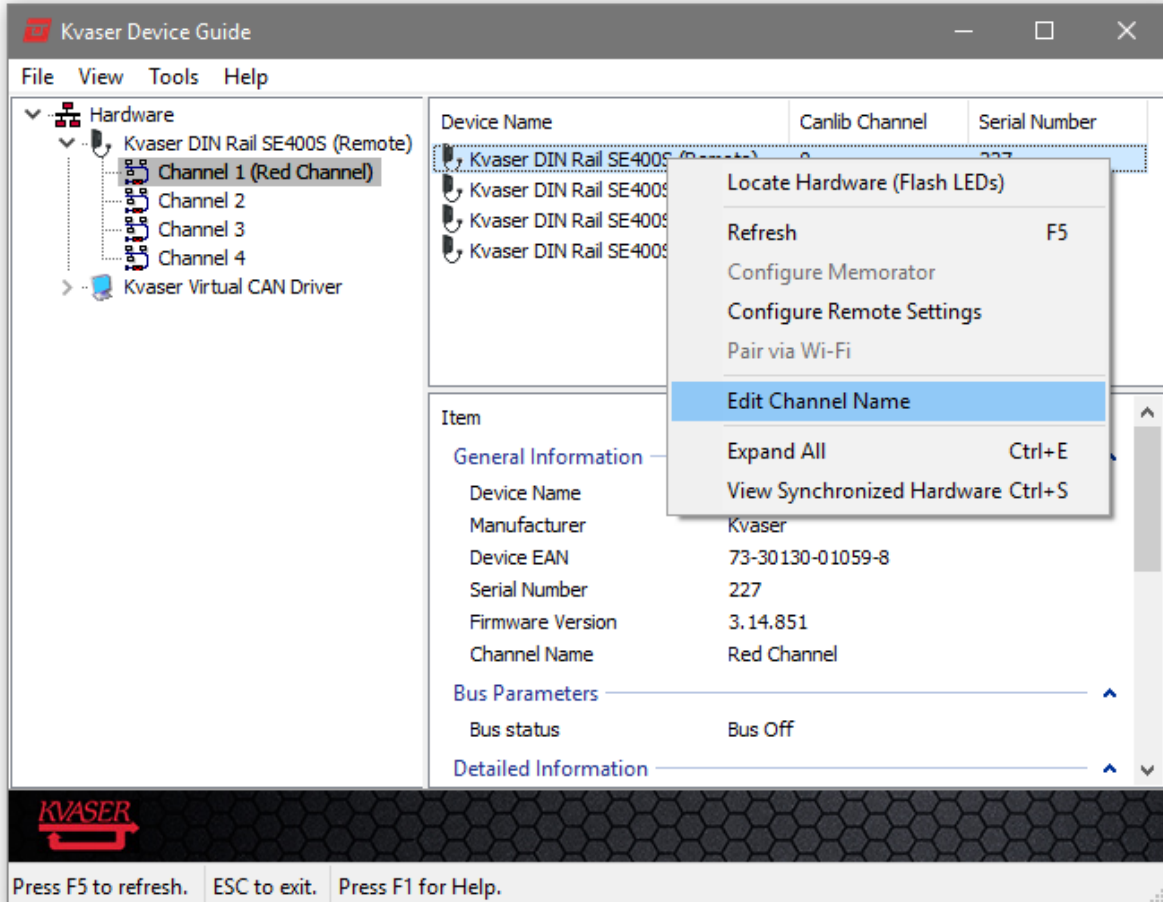 Kvaser Device Guide
File View Tools Help
Hardware
Kvaser DIN Rail SE400S (Remote)
Channel 1 (Red Channel)
Channel 2
Channel 3
Channel 4
Kvaser Virtual CAN Driver
Device Name Canlib Channel Serial Number
Kvaser DIN Rail SE400S
Kvaser DIN Rail SE400S
Kvaser DIN Rail SE400S
Kvaser DIN Rail SE400S
Locate Hardware (Flash LEDs)
Refresh F5
Configure Memorator
Configure Remote Settings
Pair via Wi-Fi
Edit Channel Name
Expand All Ctrl+E
View Synchronized Hardware Ctrl+S
Item
General Information
Device Name
Manufacturer Kvaser
Device EAN 73-30130-01059-8
Serial Number 227
Firmware Version 3.14.851
Channel Name Red Channel
Bus Parameters
Bus status Bus Off
Detailed Information
KVASER
Press F5 to refresh. ESC to exit. Press F1 for Help.